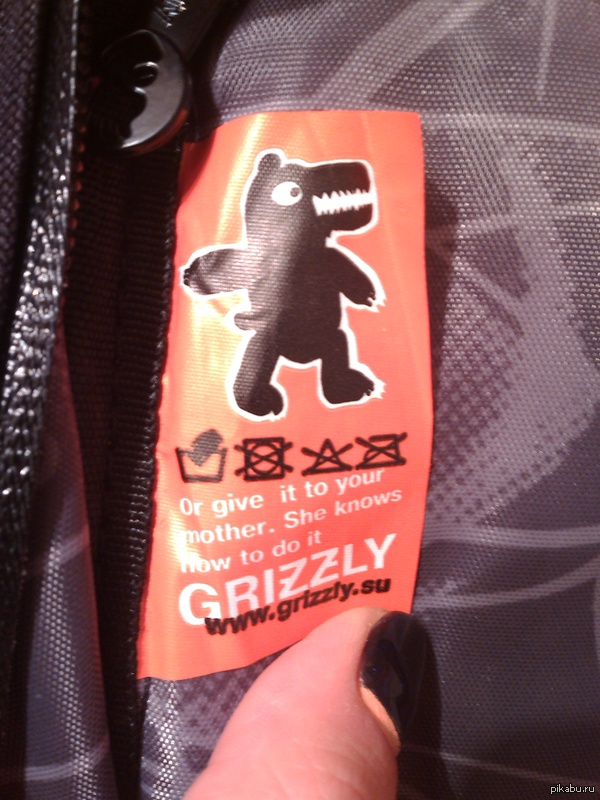 Or give it to your
mother. She knows
how to do it
GRIZZLY
www.grizzly.su
pikabu.ru